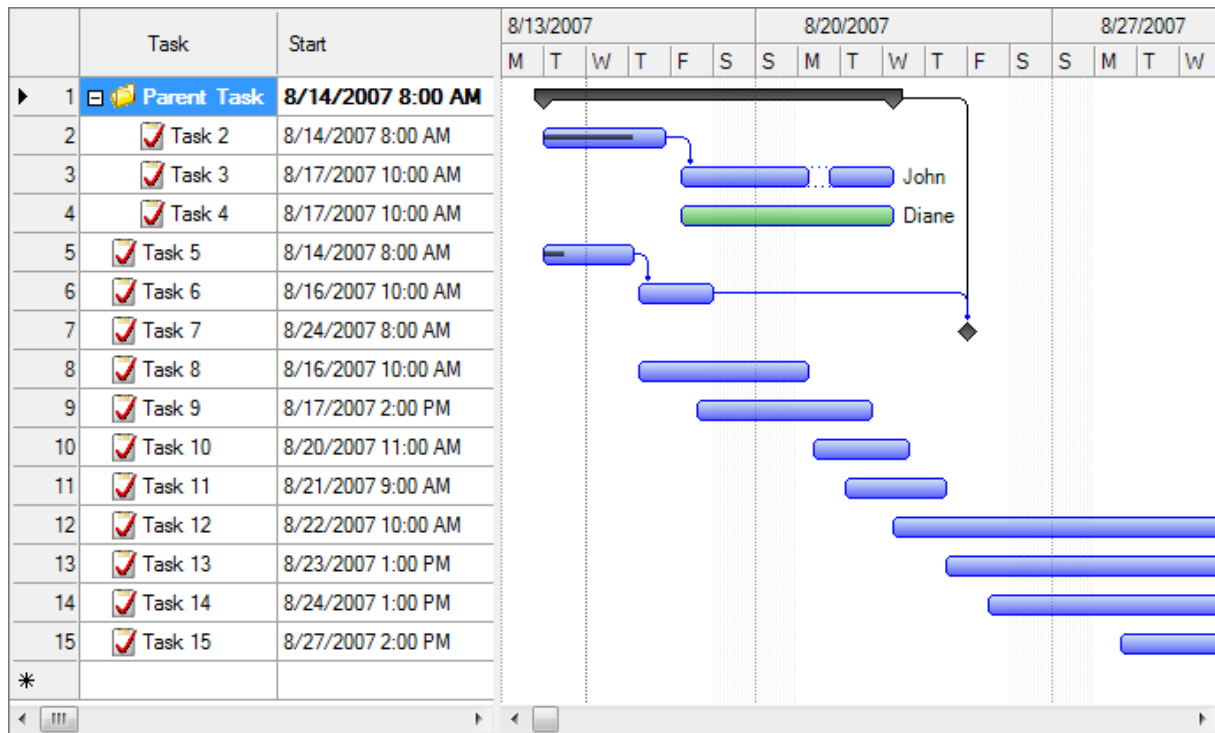 Task Start 8/13/2007 8/20/2007 8/27/2007
M T W T F S S M T W T F S S M T W
1 Parent Task 8/14/2007 8:00 AM
2 Task 2 8/14/2007 8:00 AM
3 Task 3 8/17/2007 10:00 AM John
4 Task 4 8/17/2007 10:00 AM Diane
5 Task 5 8/14/2007 8:00 AM
6 Task 6 8/16/2007 10:00 AM
7 Task 7 8/24/2007 8:00 AM
8 Task 8 8/16/2007 10:00 AM
9 Task 9 8/17/2007 2:00 PM
10 Task 10 8/20/2007 11:00 AM
11 Task 11 8/21/2007 9:00 AM
12 Task 12 8/22/2007 10:00 AM
13 Task 13 8/23/2007 1:00 PM
14 Task 14 8/24/2007 1:00 PM
15 Task 15 8/27/2007 2:00 PM